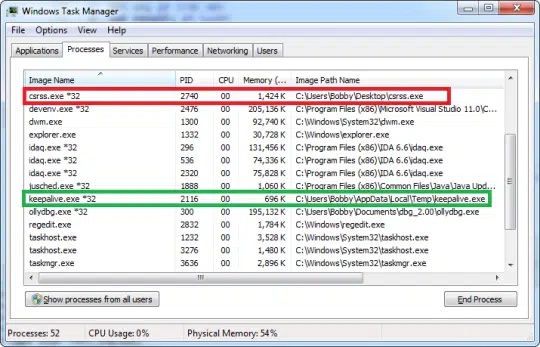 Windows Task Manager
File Options View Help
Applications Processes Services Performance Networking Users
Image Name PID CPU Memory (... Image Path Name
csrss.exe *32 2740 00 1,424 K C:\Users\Bobby\Desktop\csrss.exe
devenv.exe *32 2476 00 205,136 K C:\Program Files (x86)\Microsoft Visual Studio 11.0\C...
dwm.exe 1300 00 92,740 K C:\Windows\System32\dwm.exe
explorer.exe 1332 00 30,728 K C:\Windows\explorer.exe
idaq.exe *32 296 00 131,456 K C:\Program Files (x86)\IDA 6.6\idaq.exe
idaq.exe *32 536 00 74,336 K C:\Program Files (x86)\IDA 6.6\idaq.exe
idaq.exe *32 2320 00 75,828 K C:\Program Files (x86)\IDA 6.6\idaq.exe
jusched.exe *32 1888 00 1,060 K C:\Program Files (x86)\Common Files\Java\Java Upd...
keepalive.exe *32 2116 00 696 K C:\Users\Bobby\AppData\Local\Temp\keepalive.exe
ollydbg.exe *32 300 00 195,132 K C:\Users\Bobby\Documents\dbg_2.00\ollydbg.exe
regedit.exe 2832 00 1,784 K C:\Windows\regedit.exe
taskhost.exe 1232 00 3,528 K C:\Windows\System32\taskhost.exe
taskhost.exe 3276 00 1,480 K C:\Windows\System32\taskhost.exe
taskmgr.exe 3636 00 2,896 K C:\Windows\System32\taskmgr.exe
Show processes from all users End Process
Processes: 52 CPU Usage: 0% Physical Memory: 54%